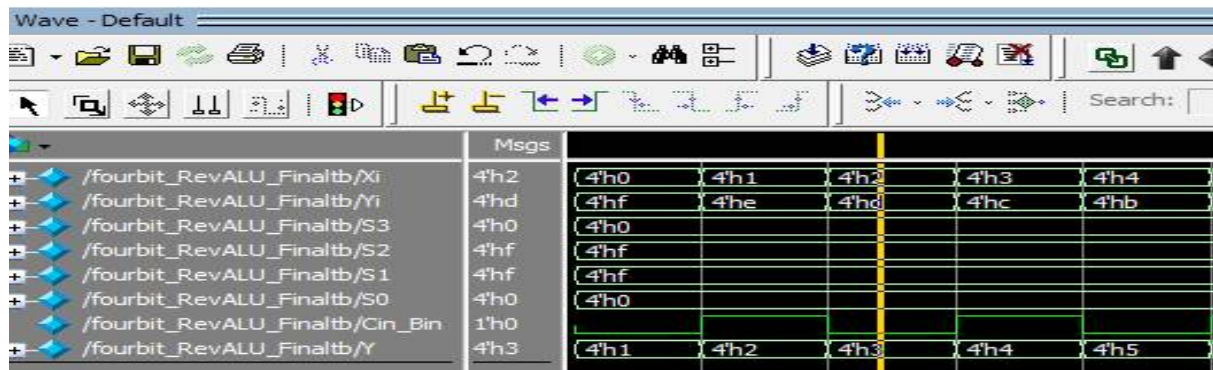 Wave - Default
Search:
Msgs
/fourbit_RevALU_Finaltb/Xi 4'h2 4'h0 4'h1 4'h2 4'h3 4'h4
/fourbit_RevALU_Finaltb/Yi 4'hd 4'hf 4'he 4'hd 4'hc 4'hb
/fourbit_RevALU_Finaltb/S3 4'h0 4'h0
/fourbit_RevALU_Finaltb/S2 4'hf 4'hf
/fourbit_RevALU_Finaltb/S1 4'hf 4'hf
/fourbit_RevALU_Finaltb/S0 4'h0 4'h0
/fourbit_RevALU_Finaltb/Cin_Bin 1'h0
/fourbit_RevALU_Finaltb/Y 4'h3 4'h1 4'h2 4'h3 4'h4 4'h5